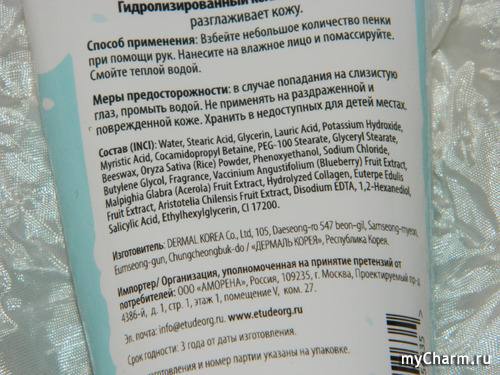 Гидролизированный
разглаживает кожу.
Способ применения: Взбейте небольшое количество пенки
при помощи рук. Нанесите на влажное лицо и помассируйте.
Смойте теплой водой.
Меры предосторожности: в случае попадания на слизистую
глаз, промыть водой. Не применять на раздраженной и
поврежденной коже. Хранить в недоступных для детей местах.
Состав (INCI): Water, Stearic Acid, Glycerin, Lauric Acid, Potassium Hydroxide,
Myristic Acid, Cocamidopropyl Betaine, PEG-100 Stearate, Glyceryl Stearate,
Beeswax, Oryza Sativa (Rice) Powder, Phenoxyethanol, Sodium Chloride,
Butylene Glycol, Fragrance, Vaccinium Angustifolium (Blueberry) Fruit Extract,
Malpighia Glabra (Acerola) Fruit Extract, Hydrolyzed Collagen, Euterpe Edulis
Fruit Extract, Aristotelia Chilensis Fruit Extract, Disodium EDTA, 1,2-Hexanediol,
Salicylic Acid, Ethylhexylglycerin, CI 17200.
Изготовитель: DERMAL KOREA Co., Ltd, 105, Daeseong-ro 547 beon-gil, Samseong-myeon,
Eumseong-gun, Chungcheongbuk-do / «ДЕРМАЛЬ КОРЕЯ», Республика Корея.
Импортер/ Организация, уполномоченная на принятие претензий от
потребителей: ООО «АМОРЕНА», Россия, 109235, г. Москва, Проектируемый пр-д
4386-й, д. 1, стр. 1, этаж 1, помещение V, ком. 27.
Эл. почта: info@etudeorg.ru, www.etudeorg.ru
Срок годности: 3 года от даты изготовления.
изготовления и номер партии указаны на упаковке.
myCharm.ru